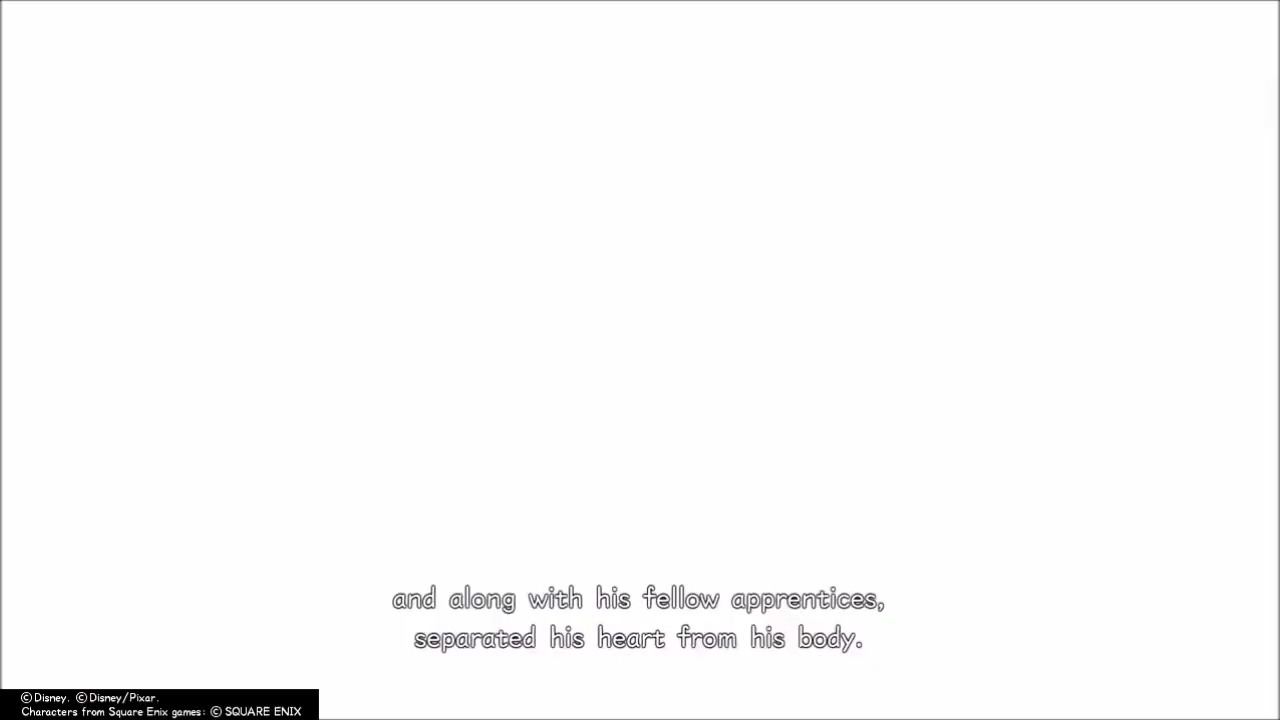 and along with his fellow apprentices,
separated his heart from his body.
©Disney. ©Disney/Pixar.
Characters from Square Enix games: © SQUARE ENIX